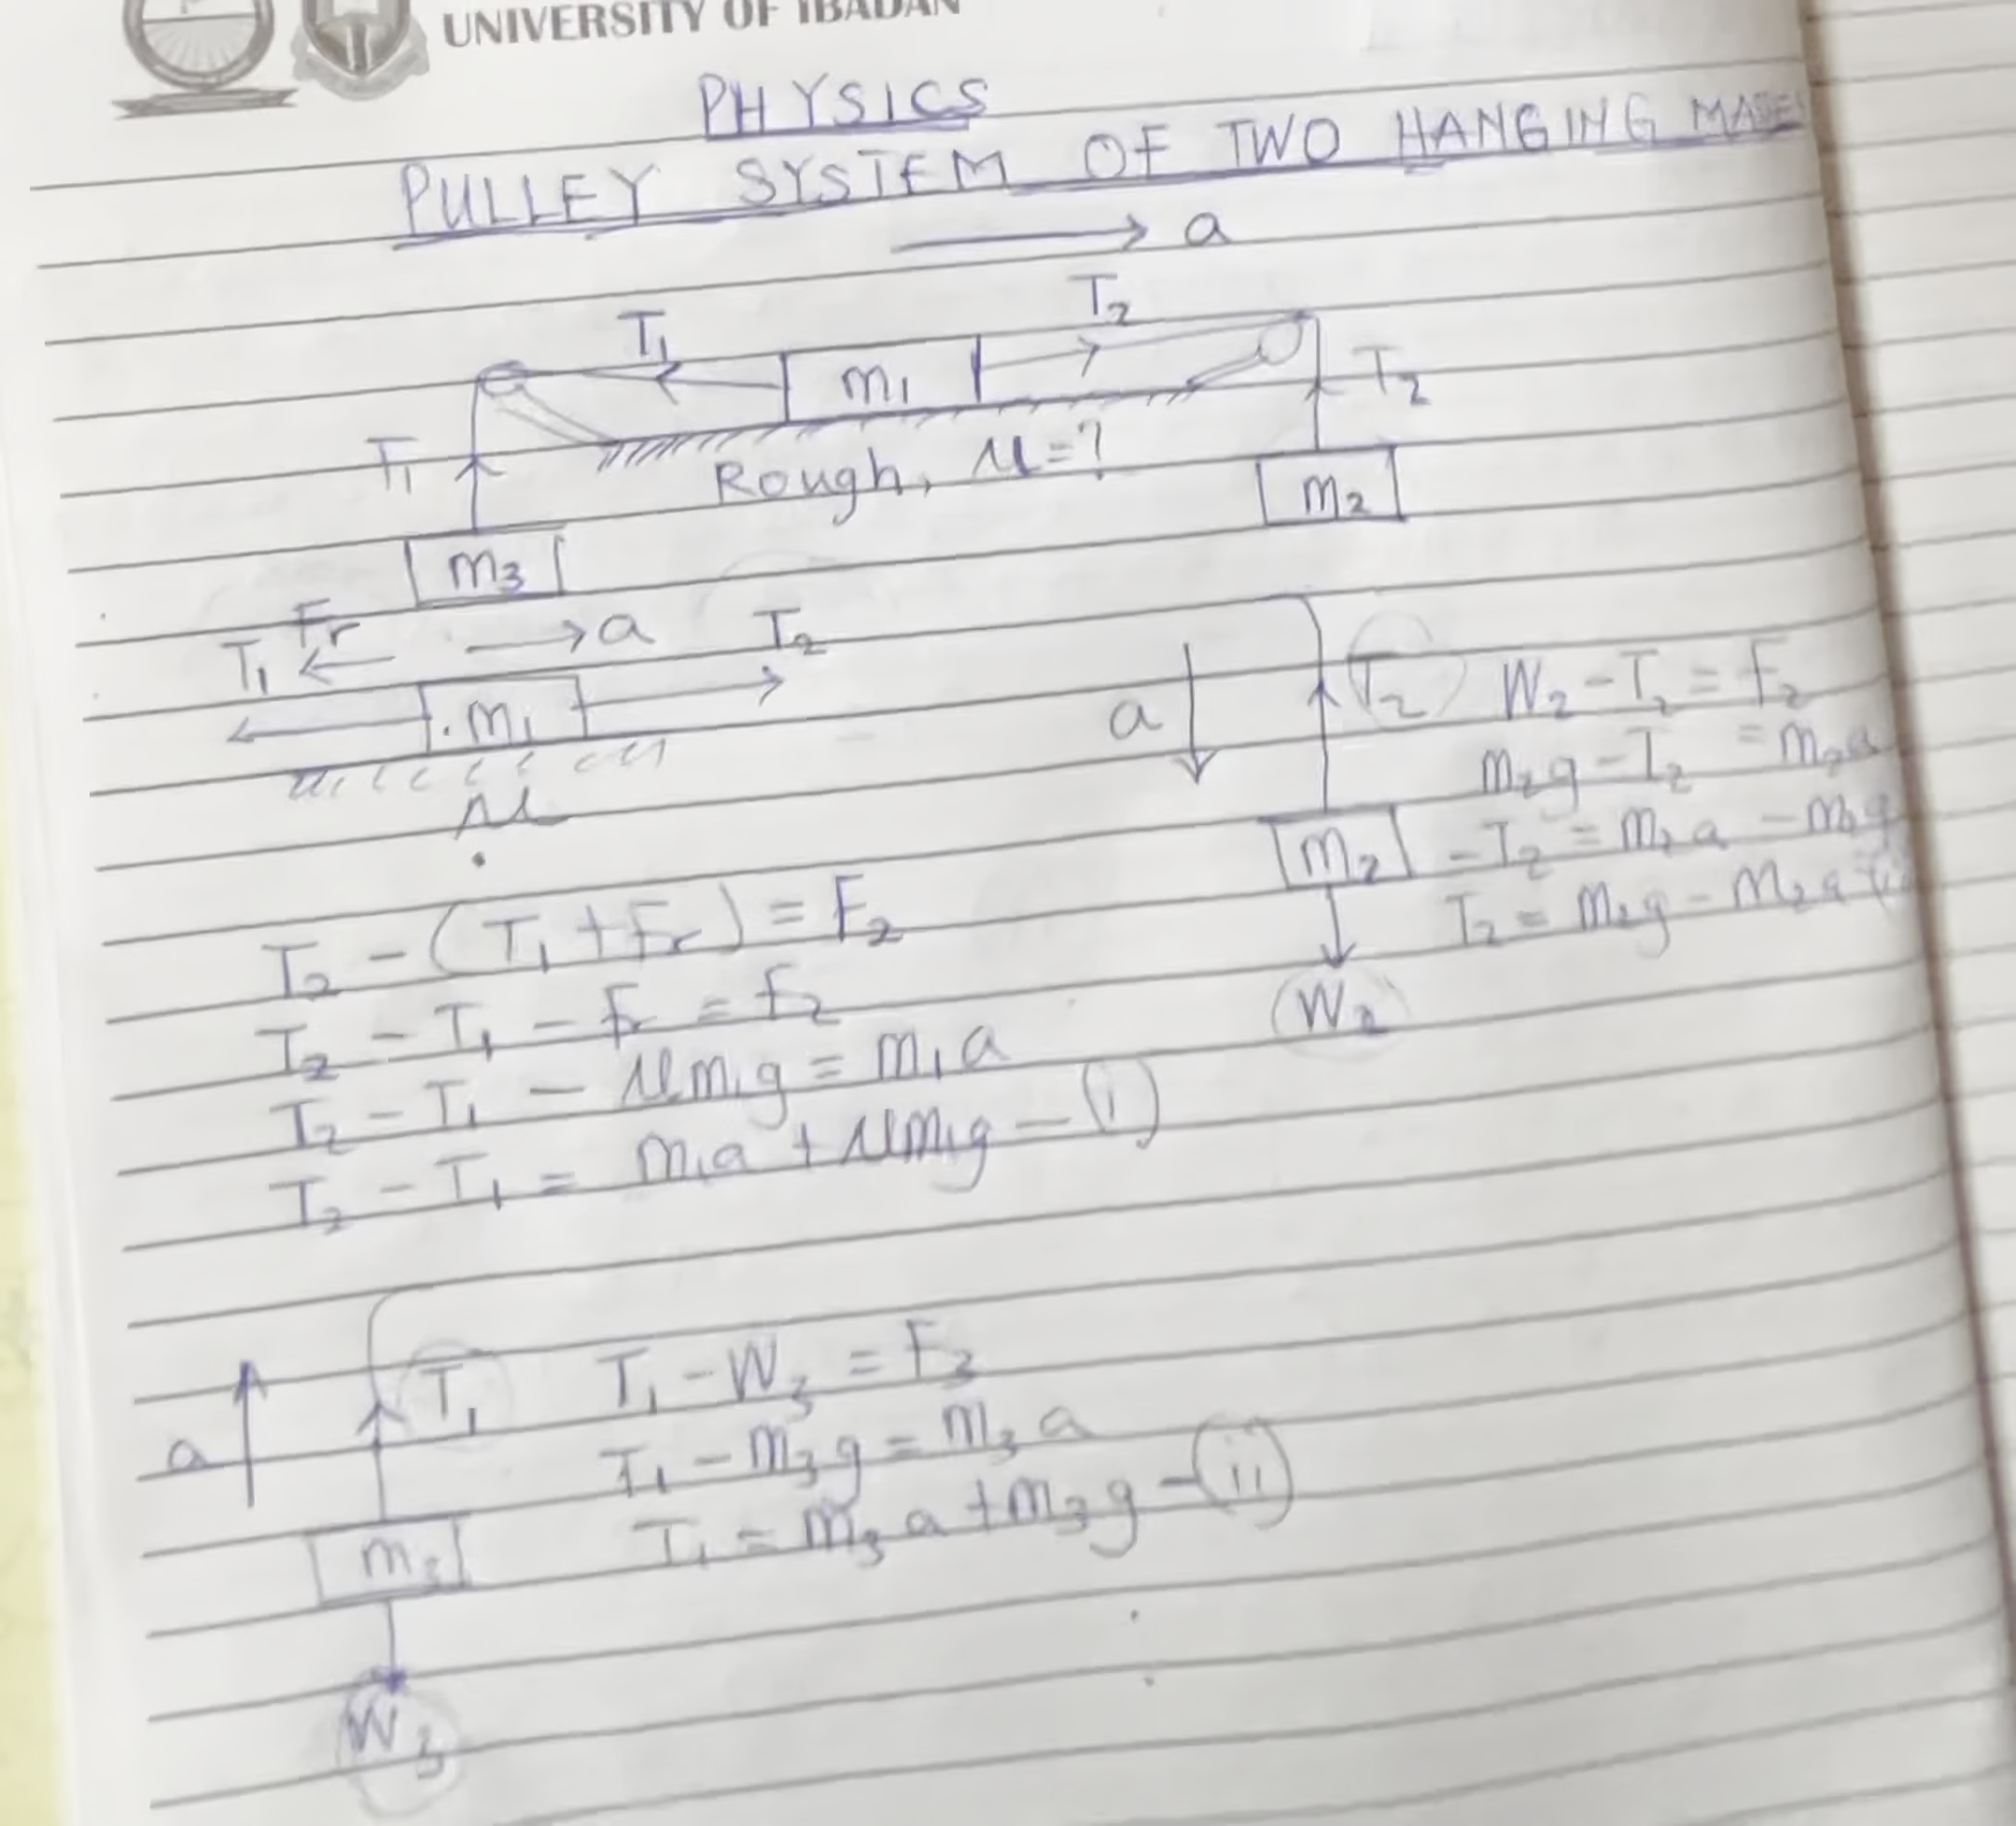 UNIVERSITY OF IBADAN
PHYSICS
PULLEY SYSTEM OF TWO HANGING
a
T₁ T₂
m₁
T₁ T₂
Rough, μ=?
m₃ m₂
T₁ Fr a T₂
m₁
μ
a T₂ W₂ - T₂ = F₂
m₂g - T₂ = m₂a
m₂ - T₂ = m₂a - m₂g
T₂ = m₂g - m₂a
W₂
T₂ - (T₁ + Fr) = F₂
T₂ - T₁ - Fr = F₂
T₂ - T₁ - μm₁g = m₁a
T₂ - T₁ = m₁a + μm₁g - (i)
a T₁ T₁ - W₃ = F₃
T₁ - m₃g = m₃a
T₁ = m₃a + m₃g - (ii)
m₃
W₃